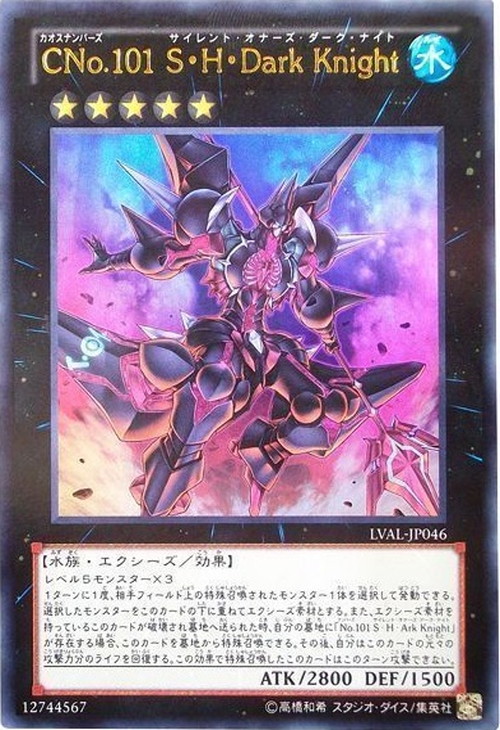 カオスナンバーズ サイレント・オナーズ・ダーク・ナイト
CNo.101 S・H・Dark Knight 水
LVAL-JP046
【水族・エクシーズ/効果】
レベル5モンスター×3
1ターンに1度、相手フィールド上の特殊召喚されたモンスター1体を選択して発動できる。
選択したモンスターをこのカードの下に重ねてエクシーズ素材とする。また、エクシーズ素材を
持っているこのカードが破壊され墓地へ送られた時、自分の墓地に「No.101 S・H・Ark Knight」
が存在する場合、このカードを墓地から特殊召喚できる。その後、自分はこのカードの元々の
攻撃力分のライフを回復する。この効果で特殊召喚したこのカードはこのターン攻撃できない。
ATK/2800 DEF/1500
12744567 ©高橋和希 スタジオ・ダイス/集英社